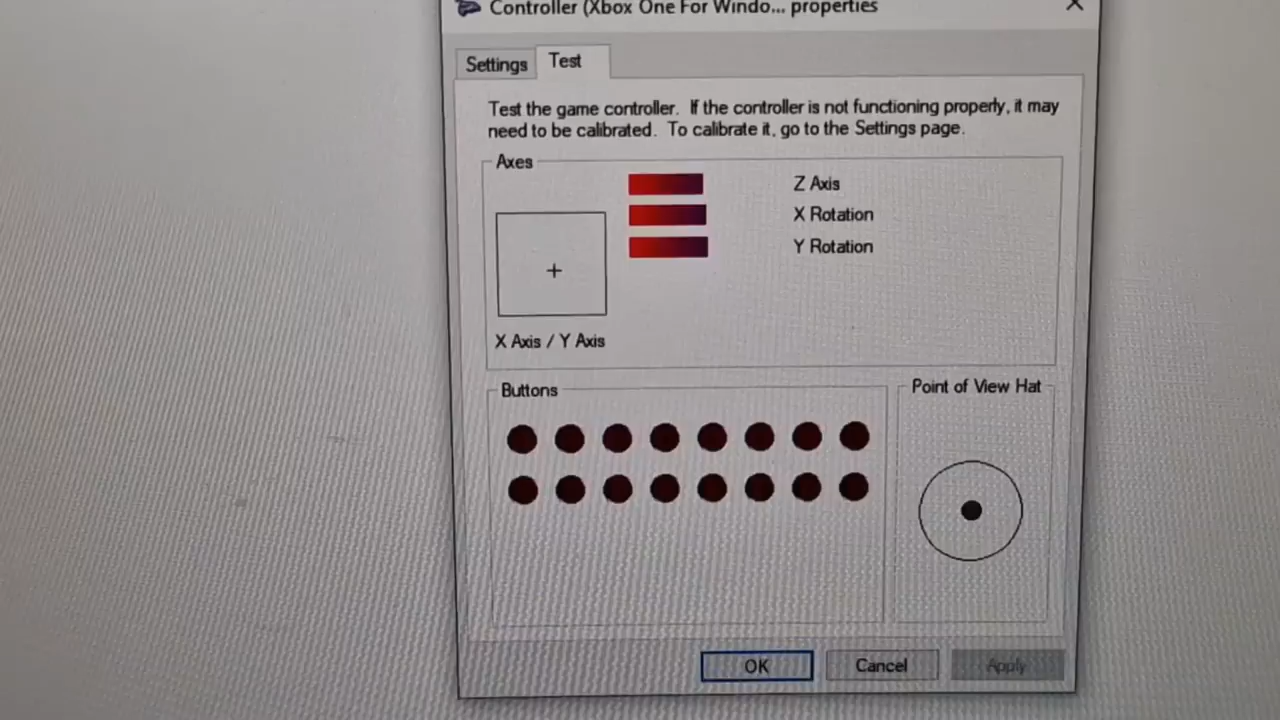 Controller (Xbox One For Windo... properties
Settings
Test
Test the game controller. If the controller is not functioning properly, it may
need to be calibrated. To calibrate it, go to the Settings page.
Axes
Z Axis
X Rotation
Y Rotation
X Axis / Y Axis
Buttons
Point of View Hat
OK
Cancel
Apply